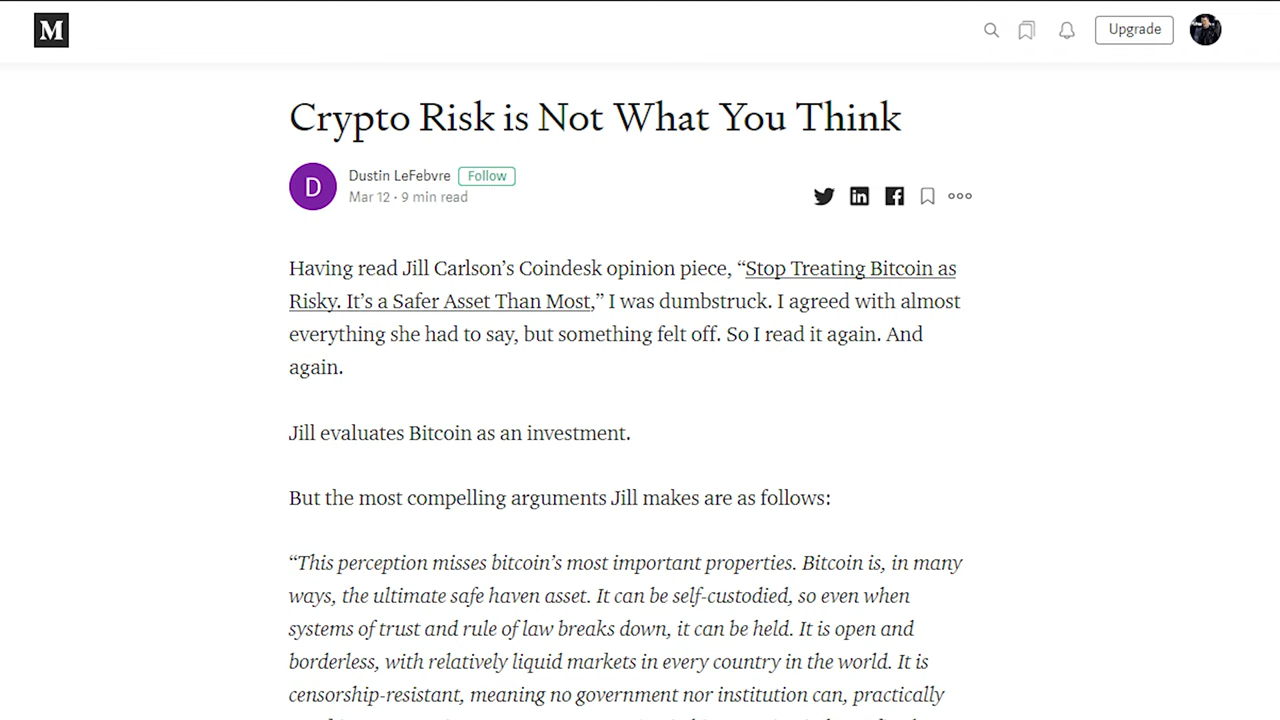 M
Upgrade
Crypto Risk is Not What You Think
D
Dustin LeFebvre Follow
Mar 12 · 9 min read
Having read Jill Carlson’s Coindesk opinion piece, “Stop Treating Bitcoin as
Risky. It’s a Safer Asset Than Most,” I was dumbstruck. I agreed with almost
everything she had to say, but something felt off. So I read it again. And
again.
Jill evaluates Bitcoin as an investment.
But the most compelling arguments Jill makes are as follows:
“This perception misses bitcoin’s most important properties. Bitcoin is, in many
ways, the ultimate safe haven asset. It can be self-custodied, so even when
systems of trust and rule of law breaks down, it can be held. It is open and
borderless, with relatively liquid markets in every country in the world. It is
censorship-resistant, meaning no government nor institution can, practically